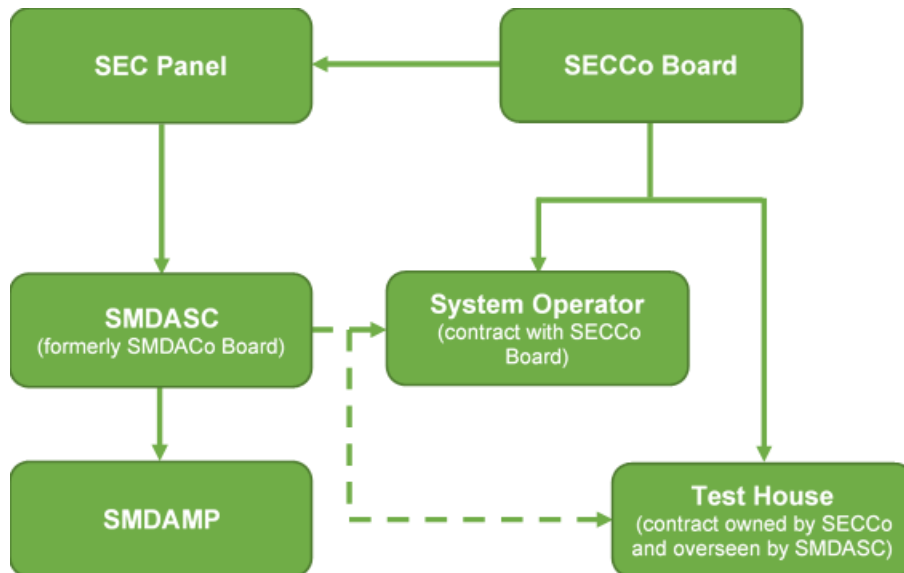 SEC Panel
SECCo Board
SMDASC
(formerly SMDACo Board)
System Operator
(contract with SECCo
Board)
SMDAMP
Test House
(contract owned by SECCo
and overseen by SMDASC)